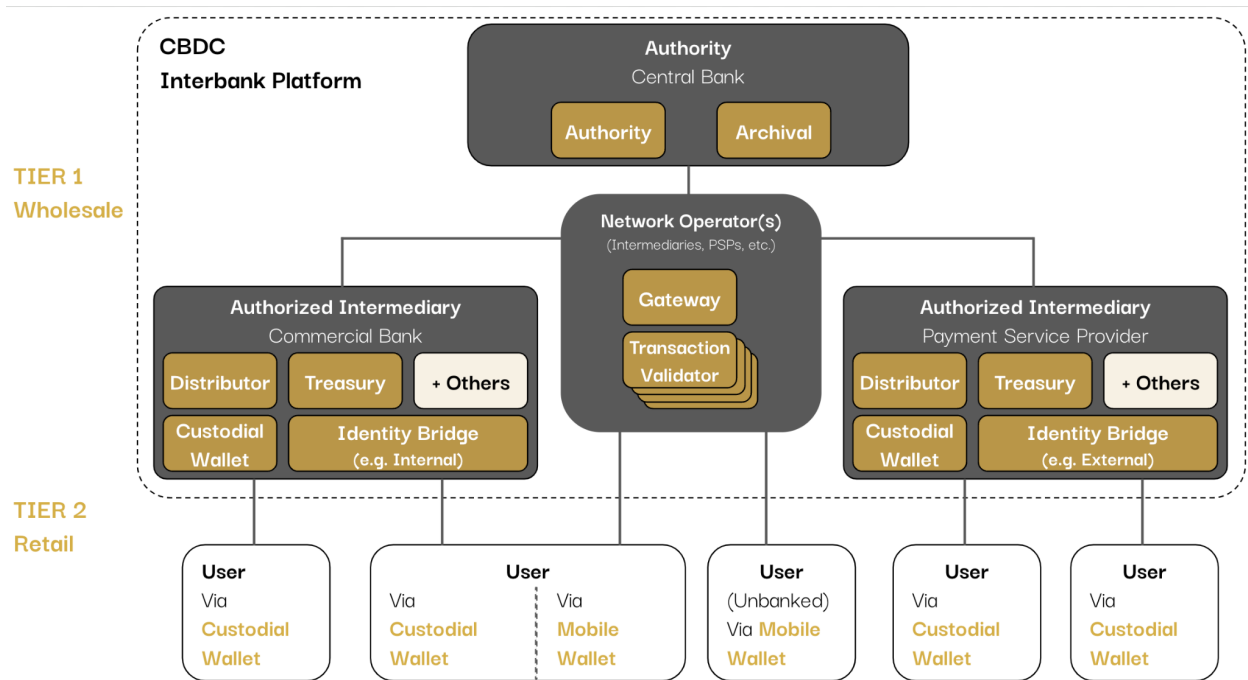 CBDC
Interbank Platform
Authority
Central Bank
Authority
Archival
TIER 1
Wholesale
Network Operator(s)
(Intermediaries, PSPs, etc.)
Gateway
Transaction
Validator
Authorized Intermediary
Commercial Bank
Distributor
Treasury
+ Others
Custodial
Wallet
Identity Bridge
(e.g. Internal)
Authorized Intermediary
Payment Service Provider
Distributor
Treasury
+ Others
Custodial
Wallet
Identity Bridge
(e.g. External)
TIER 2
Retail
User
Via
Custodial
Wallet
User
Via
Custodial
Wallet
Via
Mobile
Wallet
User
(Unbanked)
Via Mobile
Wallet
User
Via
Custodial
Wallet
User
Via
Custodial
Wallet